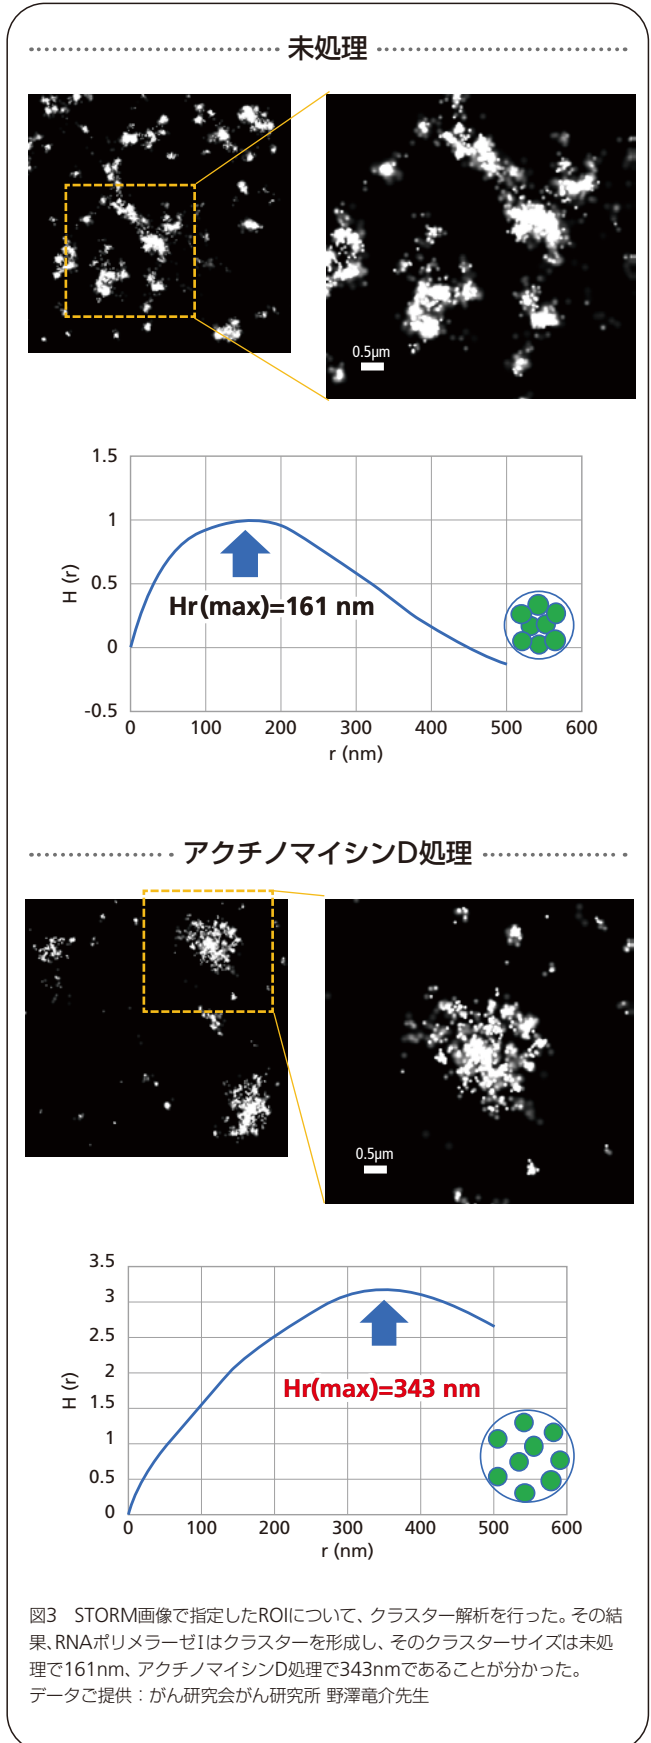 未処理
0.5μm
1.5
1
0.5
0
-0.5
H (r)
Hr(max)=161 nm
0 100 200 300 400 500 600
r (nm)
アクチノマイシンD処理
0.5μm
3.5
3
2.5
2
1.5
1
0.5
0
H (r)
Hr(max)=343 nm
0 100 200 300 400 500 600
r (nm)
図3 STORM画像で指定したROIについて、クラスター解析を行った。その結
果、RNAポリメラーゼIはクラスターを形成し、そのクラスターサイズは未処
理で161nm、アクチノマイシンD処理で343nmであることが分かった。
データご提供：がん研究会がん研究所 野澤竜介先生